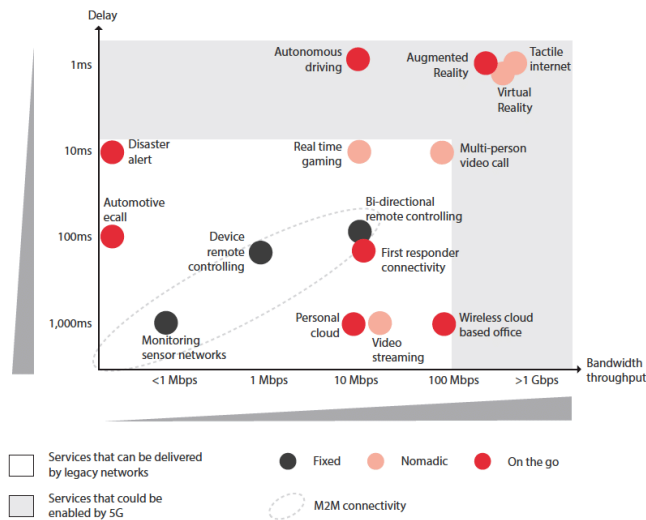 Delay
1ms
Autonomous
driving
Augmented
Reality
Tactile
internet
Virtual
Reality
10ms
Disaster
alert
Real time
gaming
Multi-person
video call
Automotive
ecall
Bi-directional
remote controlling
100ms
Device
remote
controlling
First responder
connectivity
1,000ms
Monitoring
sensor networks
Personal
cloud
Video
streaming
Wireless cloud
based office
Bandwidth
throughput
<1 Mbps
1 Mbps
10 Mbps
100 Mbps
>1 Gbps
Services that can be delivered
by legacy networks
Fixed
Nomadic
On the go
Services that could be
enabled by 5G
M2M connectivity